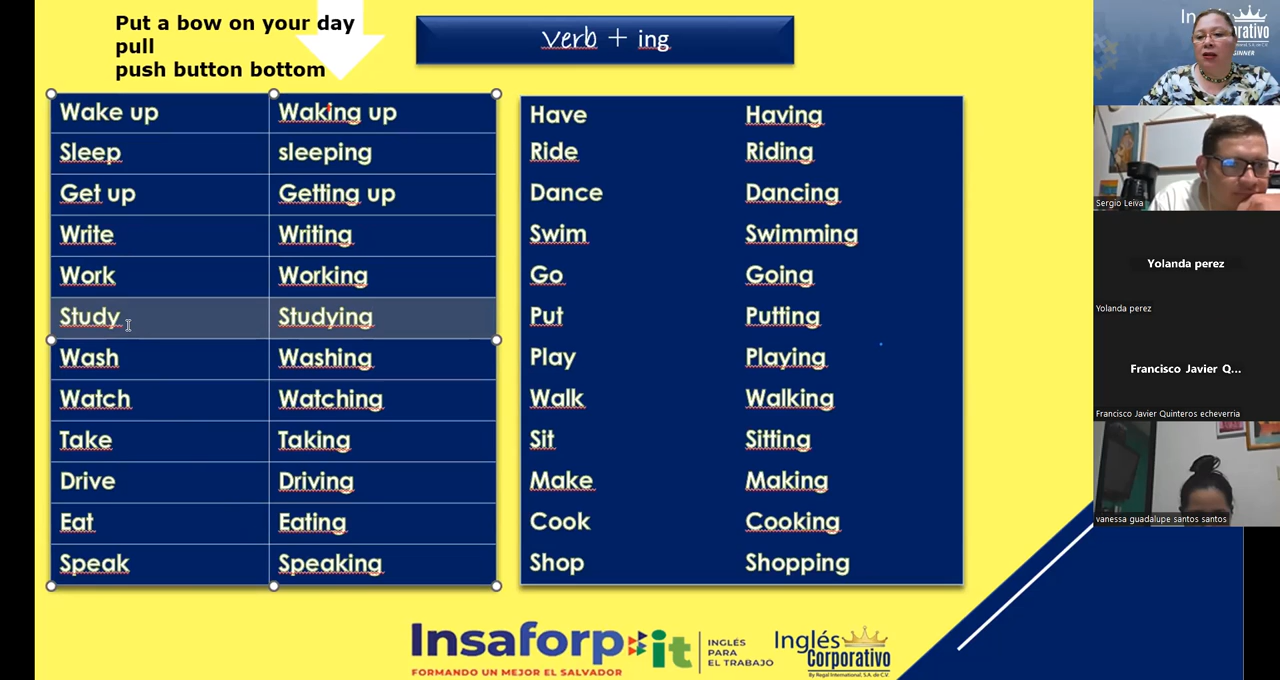 Put a bow on your day
pull
push button bottom
verb + ing
Wake up Waking up
Sleep sleeping
Get up Getting up
Write Writing
Work Working
Study Studying
Wash Washing
Watch Watching
Take Taking
Drive Driving
Eat Eating
Speak Speaking
Have Having
Ride Riding
Dance Dancing
Swim Swimming
Go Going
Put Putting
Play Playing
Walk Walking
Sit Sitting
Make Making
Cook Cooking
Shop Shopping
Insaforp
FORMANDO UN MEJOR EL SALVADOR
it
INGLÉS
PARA
EL TRABAJO
Inglés
Corporativo
By Regal International, S.A. de C.V.
Sergio Leiva
Yolanda perez
Yolanda perez
Francisco Javier Q...
Francisco Javier Quinteros echeverria
vanessa guadalupe santos santos